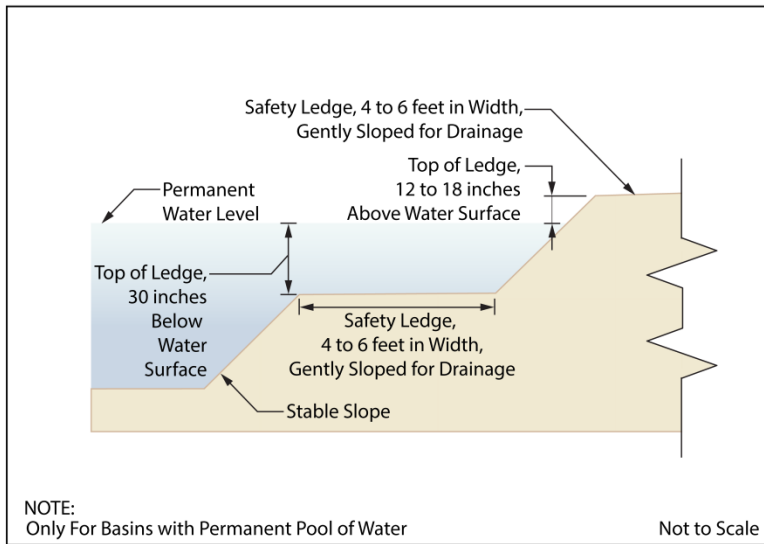 Safety Ledge, 4 to 6 feet in Width,
Gently Sloped for Drainage
Top of Ledge,
12 to 18 inches
Above Water Surface
Permanent
Water Level
Top of Ledge,
30 inches
Below
Water
Surface
Safety Ledge,
4 to 6 feet in Width,
Gently Sloped for Drainage
Stable Slope
NOTE:
Only For Basins with Permanent Pool of Water
Not to Scale